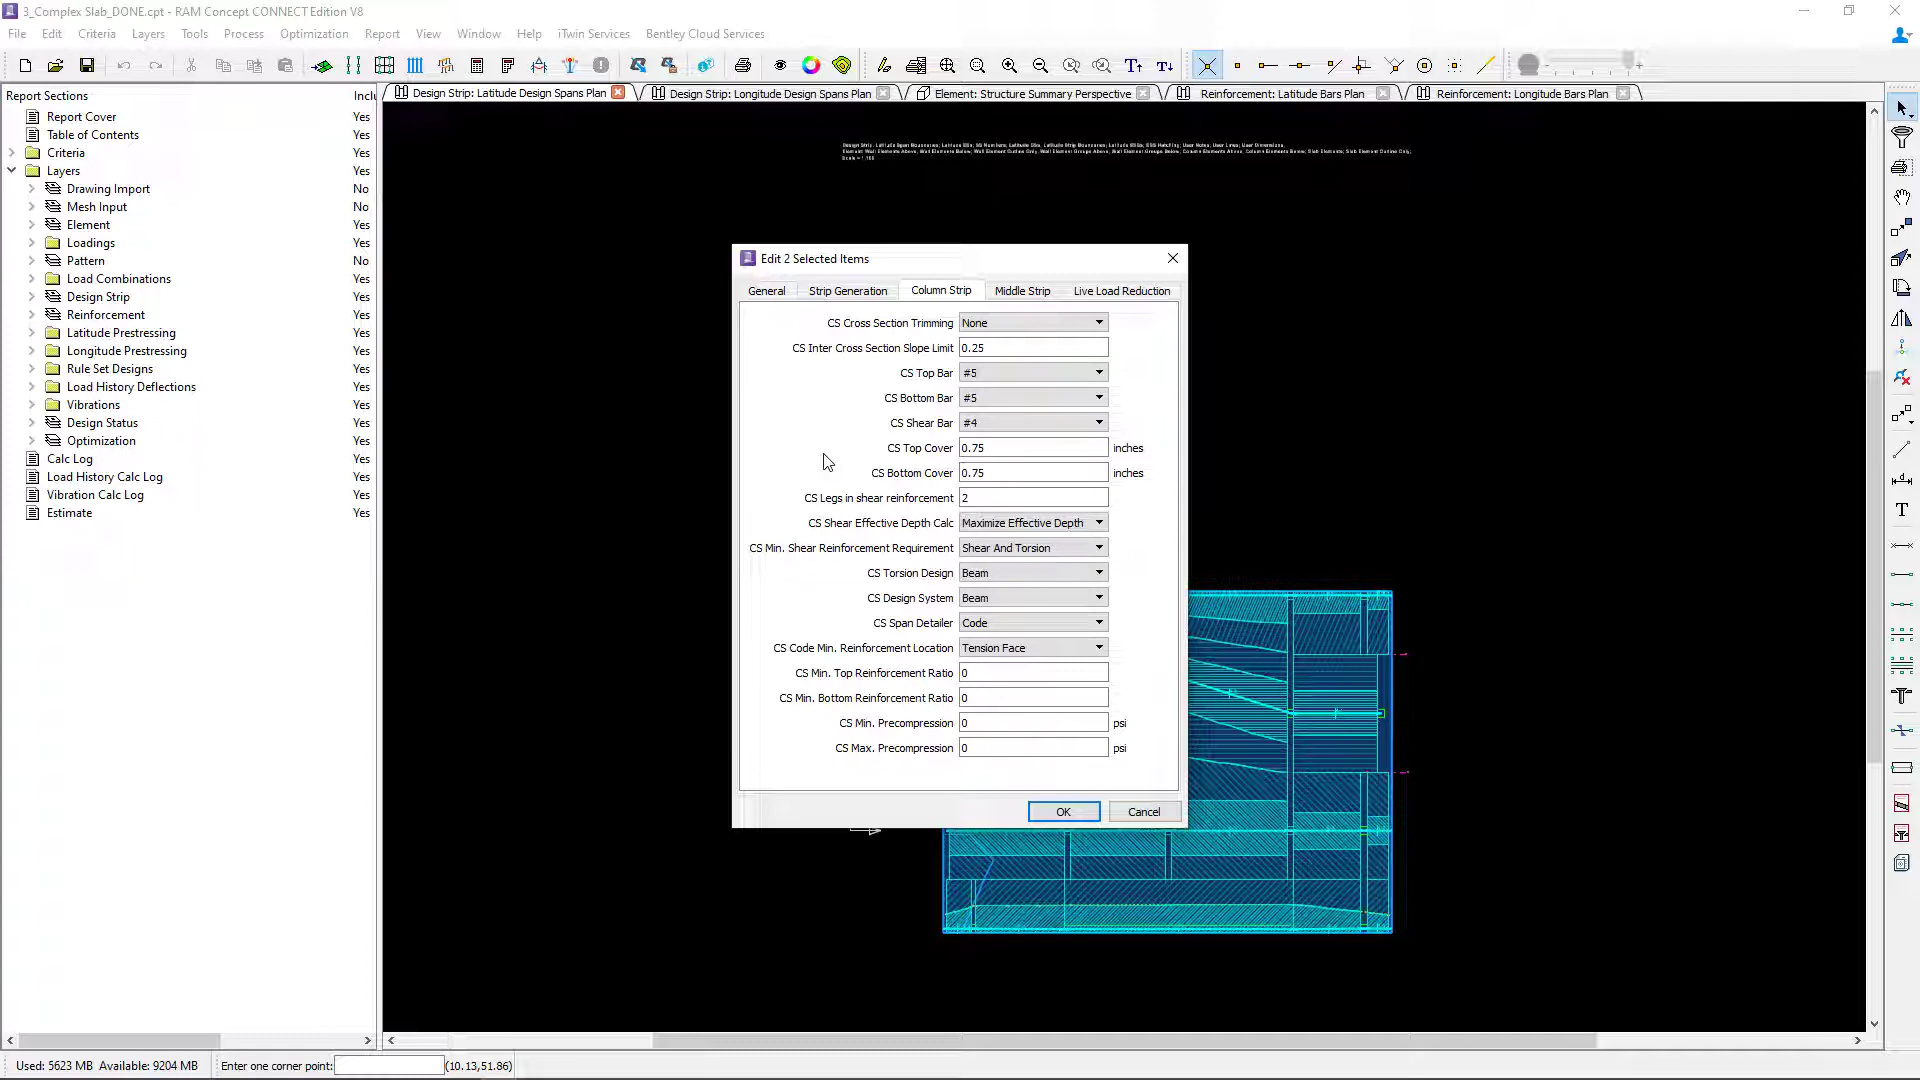 3_Complex Slab_DONE.cpt - RAM Concept CONNECT Edition V8
File Edit Criteria Layers Tools Process Optimization Report View Window Help iTwin Services Bentley Cloud Services
Report Sections Inclu
Design Strip: Latitude Design Spans Plan Design Strip: Longitude Design Spans Plan Element: Structure Summary Perspective Reinforcement: Latitude Bars Plan Reinforcement: Longitude Bars Plan
Report Cover Yes
Table of Contents Yes
Criteria Yes
Layers Yes
Drawing Import No
Mesh Input No
Element Yes
Loadings Yes
Pattern No
Load Combinations Yes
Design Strip Yes
Reinforcement Yes
Latitude Prestressing Yes
Longitude Prestressing Yes
Rule Set Designs Yes
Load History Deflections Yes
Vibrations Yes
Design Status Yes
Optimization Yes
Calc Log Yes
Load History Calc Log Yes
Vibration Calc Log Yes
Estimate Yes
Edit 2 Selected Items
General Strip Generation Column Strip Middle Strip Live Load Reduction
CS Cross Section Trimming None
CS Inter Cross Section Slope Limit 0.25
CS Top Bar #5
CS Bottom Bar #5
CS Shear Bar #4
CS Top Cover 0.75 inches
CS Bottom Cover 0.75 inches
CS Legs in shear reinforcement 2
CS Shear Effective Depth Calc Maximize Effective Depth
CS Min. Shear Reinforcement Requirement Shear And Torsion
CS Torsion Design Beam
CS Design System Beam
CS Span Detailer Code
CS Code Min. Reinforcement Location Tension Face
CS Min. Top Reinforcement Ratio 0
CS Min. Bottom Reinforcement Ratio 0
CS Min. Precompression 0 psi
CS Max. Precompression 0 psi
OK Cancel
Used: 5623 MB Available: 9204 MB Enter one corner point: (10.13,51.86)